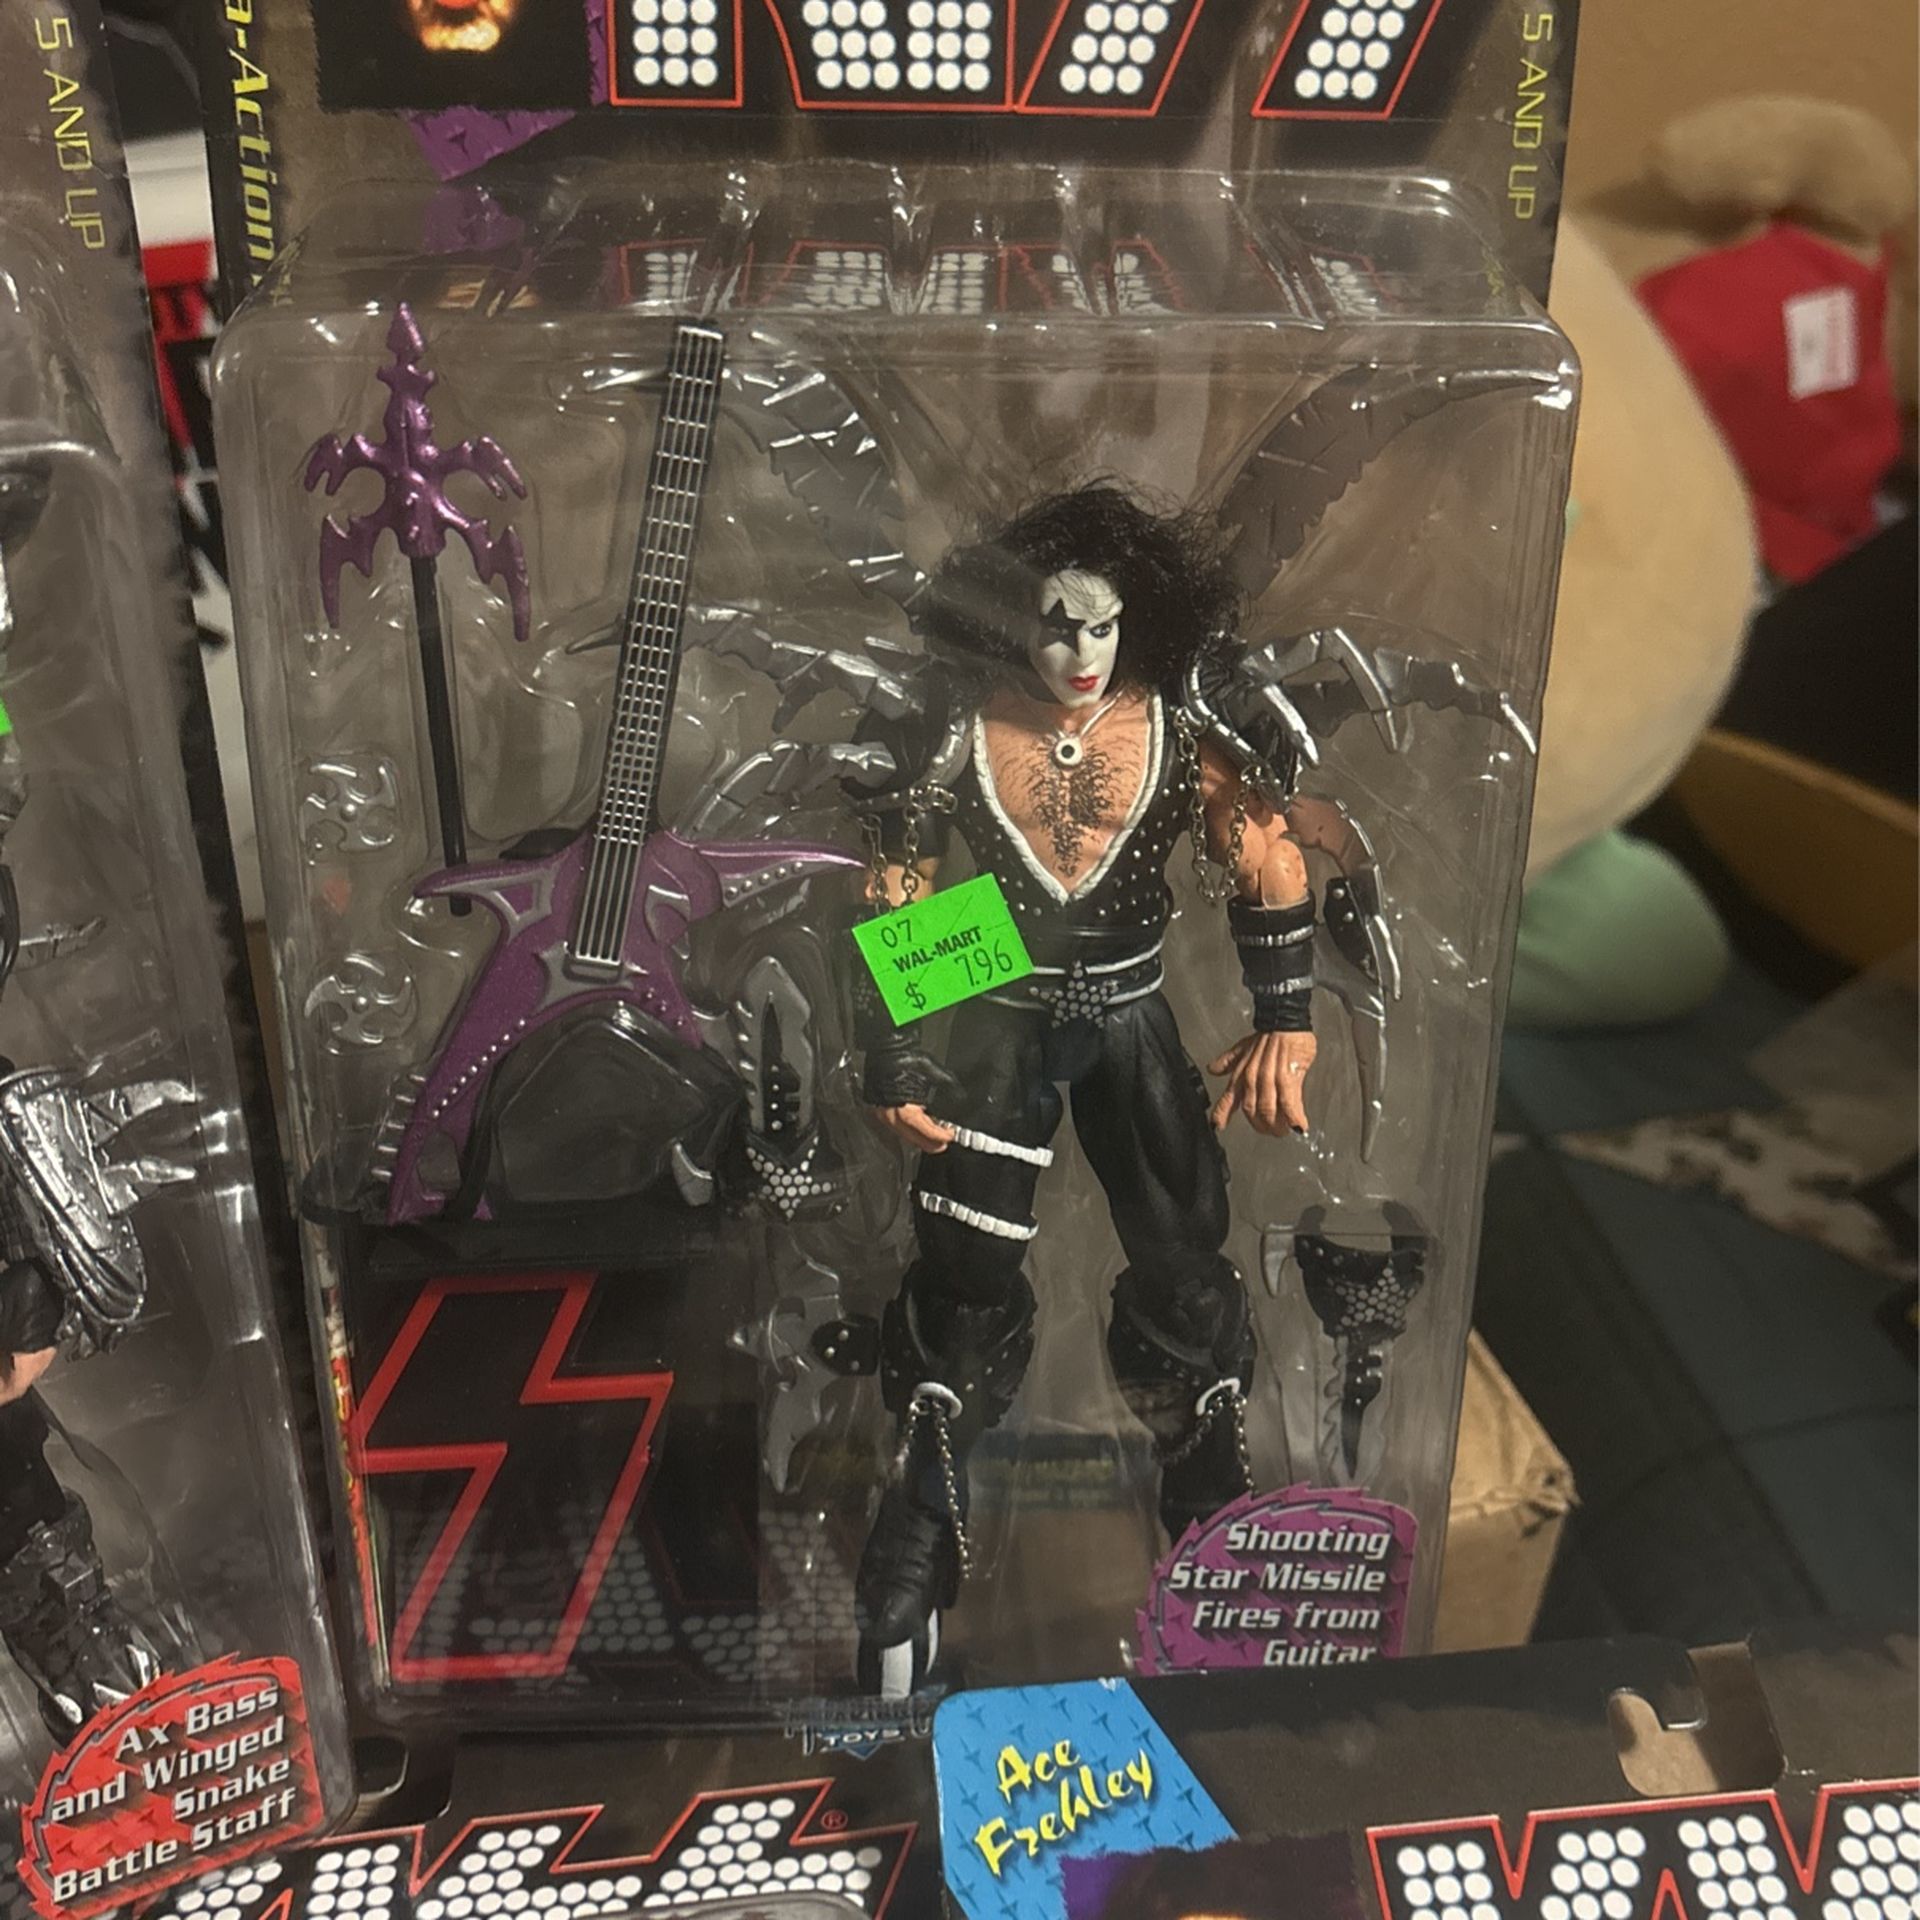 5 AND UP
a-Action
5 AND UP
07
WAL-MART
$ 7.96
Shooting
Star Missile
Fires from
Guitar
TOYS
Ax Bass
and Winged
Snake
Battle Staff
Ace
Frehley
®